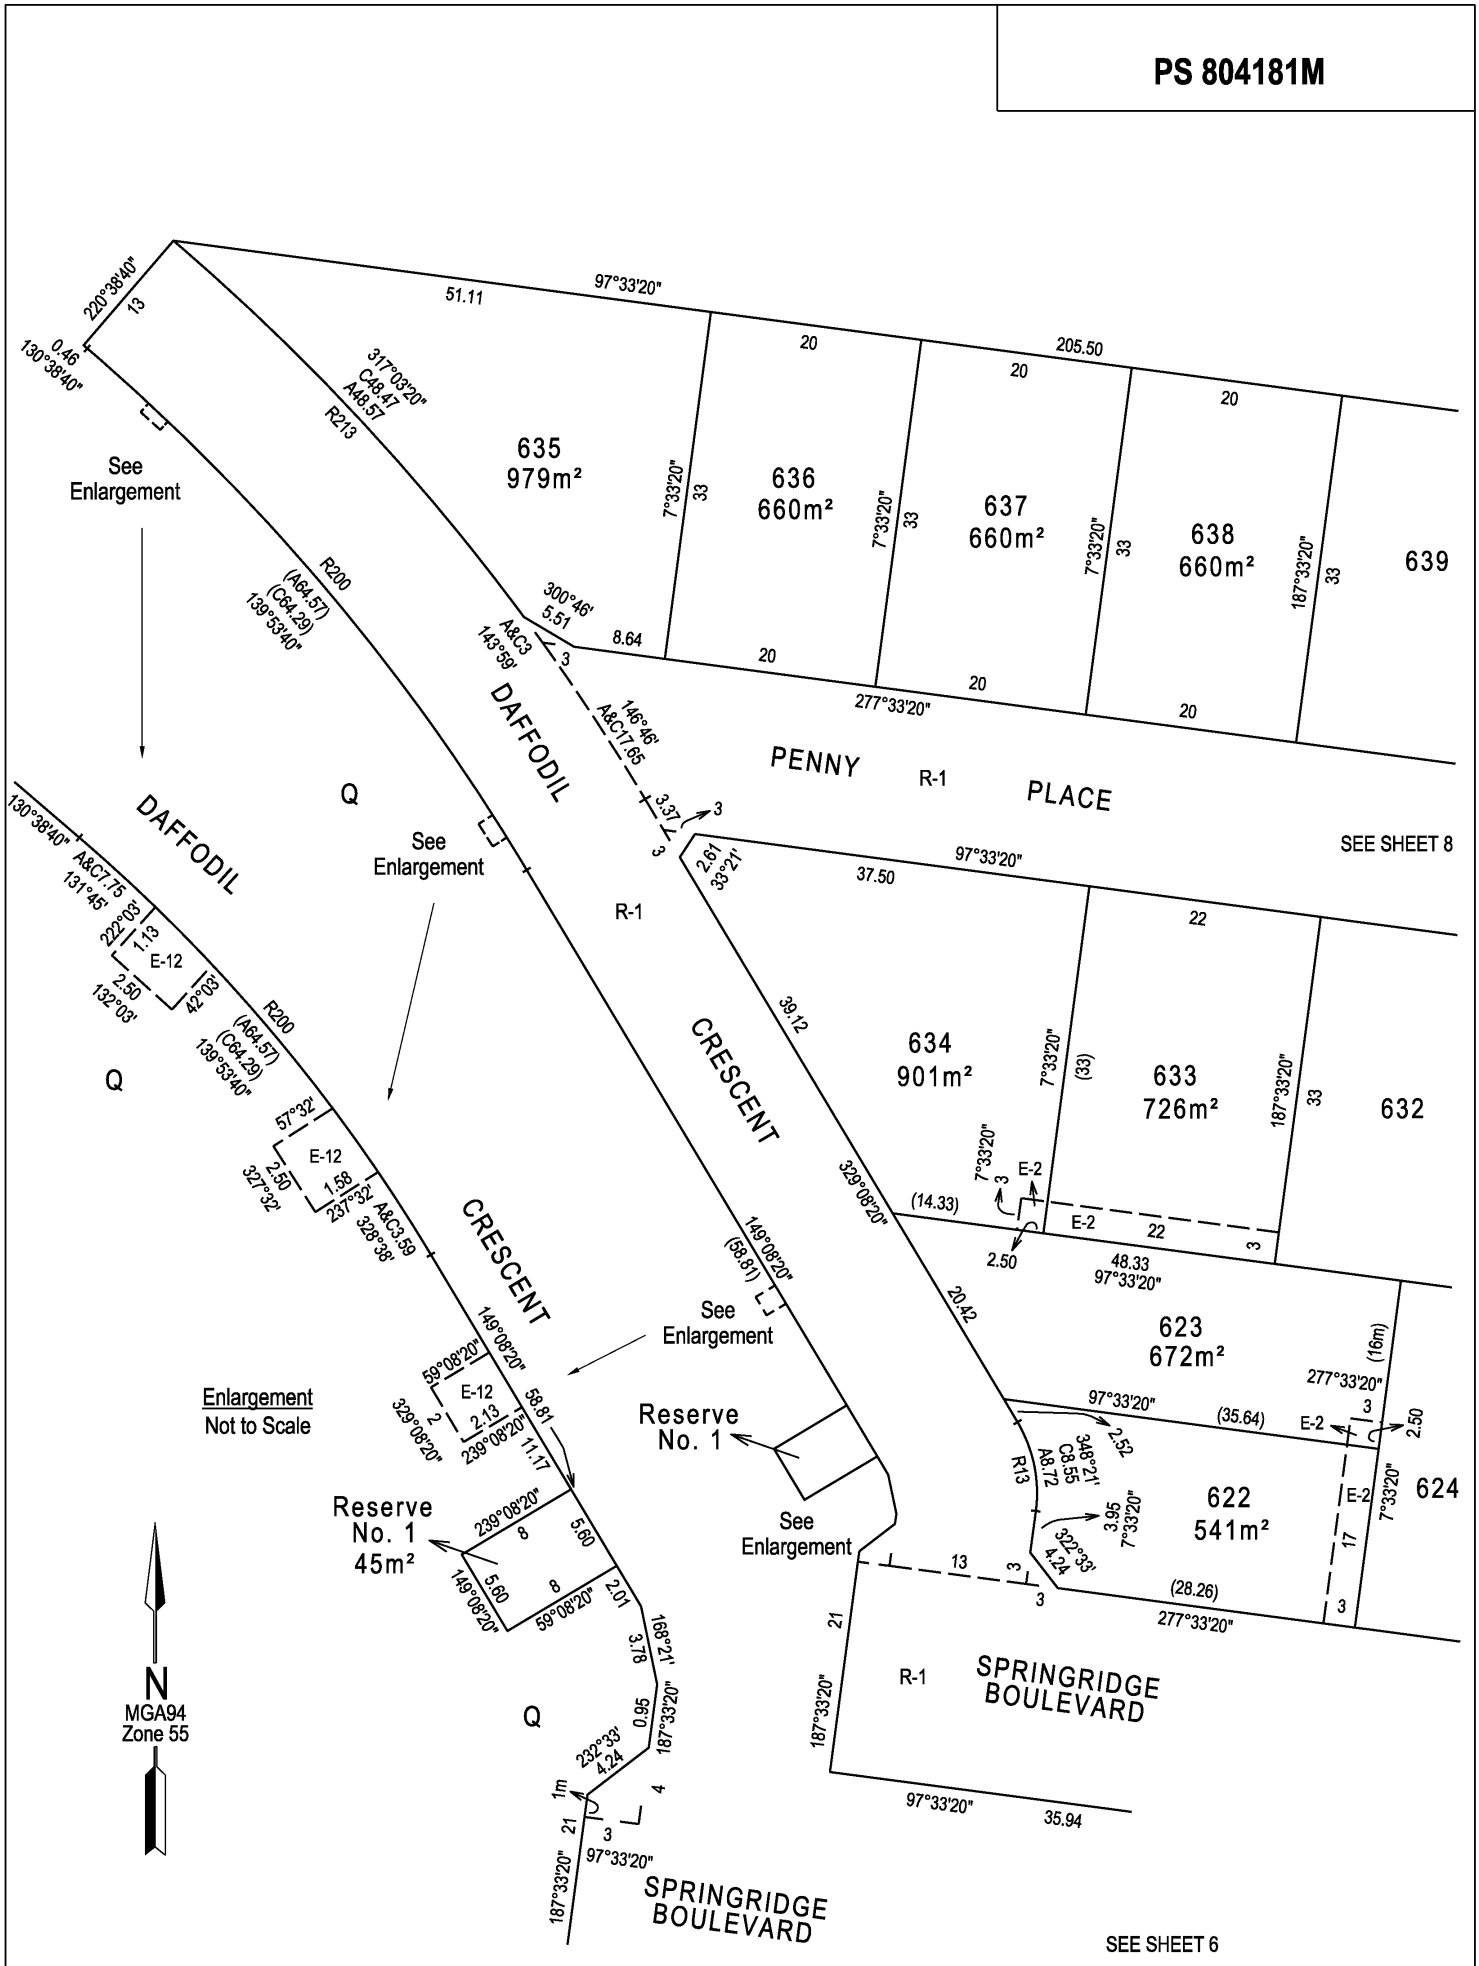 PS 804181M
220°38'40"
13
0.46
130°38'40"
97°33'20"
51.11
205.50
20
20
20
317°03'20"
C48.47
A48.57
R213
635
979m²
7°33'20"
33
636
660m²
7°33'20"
33
637
660m²
7°33'20"
33
638
660m²
187°33'20"
33
639
See
Enlargement
R200
(A64.57)
(C64.29)
139°53'40"
300°46'
5.51
8.64
A&C3
143°59'
3
20
20
20
277°33'20"
146°46'
A&C17.65
DAFFODIL
PENNY
R-1
PLACE
3.37
3
3
SEE SHEET 8
Q
See
Enlargement
2.61
33°21'
97°33'20"
37.50
22
R-1
130°38'40"
DAFFODIL
A&C7.75
131°45'
222°03'
1.13
E-12
2.50
132°03'
42°03'
R200
(A64.57)
(C64.29)
139°53'40"
Q
39.12
CRESCENT
634
901m²
7°33'20"
(33)
633
726m²
187°33'20"
33
632
57°32'
E-12
2.50
327°32'
1.58
237°32'
A&C3.59
328°38'
7°33'20"
3
E-2
(14.33)
E-2
22
3
2.50
48.33
97°33'20"
329°08'20"
CRESCENT
149°08'20"
(58.81)
See
Enlargement
20.42
623
672m²
(16m)
277°33'20"
149°08'20"
59°08'20"
E-12
2.13
2
329°08'20"
239°08'20"
58.81
11.17
Enlargement
Not to Scale
Reserve
No. 1
97°33'20"
(35.64)
3
E-2
2.50
2.52
R13
348°21'
C8.55
A8.72
3.95
7°33'20"
622
541m²
E-2
17
7°33'20"
624
Reserve
No. 1
45m²
239°08'20"
8
5.60
5.60
149°08'20"
8
59°08'20"
2.01
See
Enlargement
13
3
3
322°33'
4.24
(28.26)
277°33'20"
3
168°21'
3.78
21
187°33'20"
R-1
SPRINGRIDGE
BOULEVARD
N
MGA94
Zone 55
Q
0.95
187°33'20"
232°33'
4.24
1m
4
21
3
97°33'20"
187°33'20"
97°33'20"
35.94
SPRINGRIDGE
BOULEVARD
SEE SHEET 6